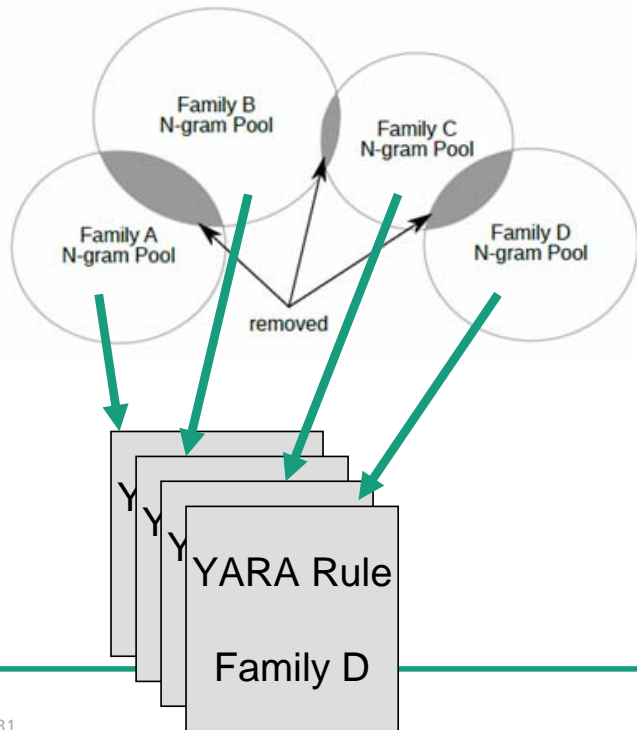 Family B
N-gram Pool
Family C
N-gram Pool
Family A
N-gram Pool
Family D
N-gram Pool
removed
Y
Y
Y
YARA Rule
Family D
31